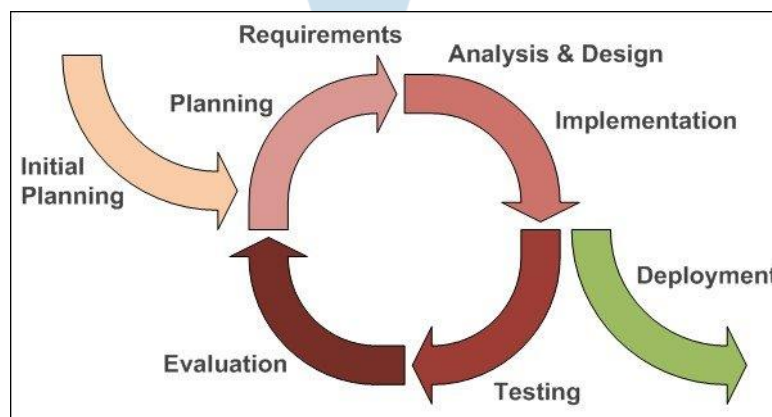 Requirements
Analysis & Design
Planning
Implementation
Initial
Planning
Deployment
Evaluation
Testing